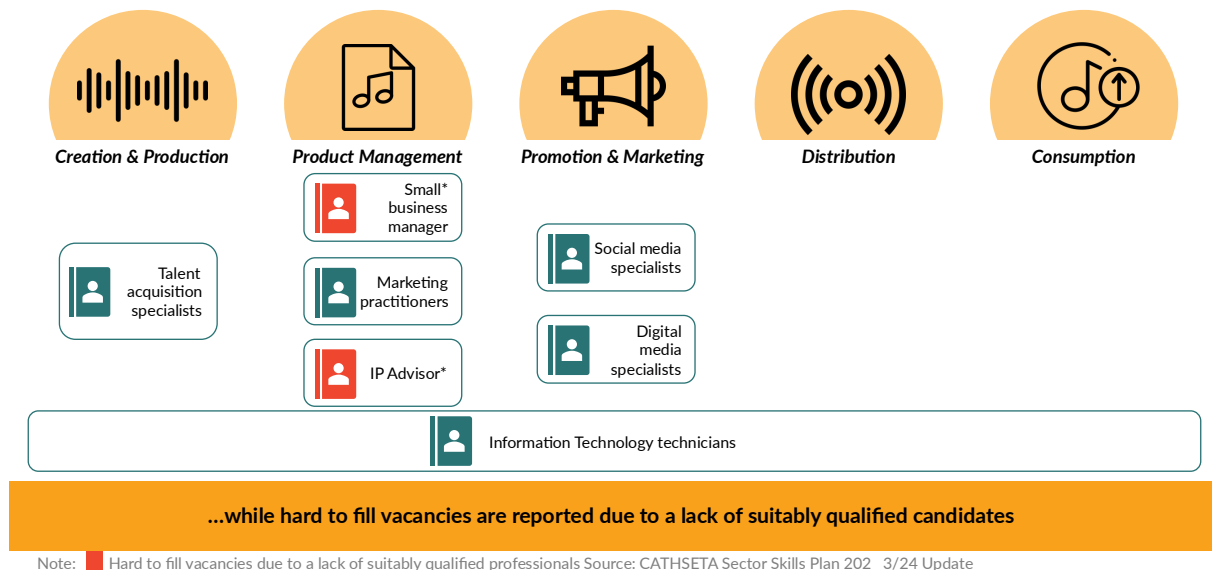 Creation & Production
Product Management
Promotion & Marketing
Distribution
Consumption
Talent
acquisition
specialists
Small*
business
manager
Marketing
practitioners
IP Advisor*
Social media
specialists
Digital
media
specialists
Information Technology technicians
...while hard to fill vacancies are reported due to a lack of suitably qualified candidates
Note: Hard to fill vacancies due to a lack of suitably qualified professionals Source: CATHSETA Sector Skills Plan 202 3/24 Update